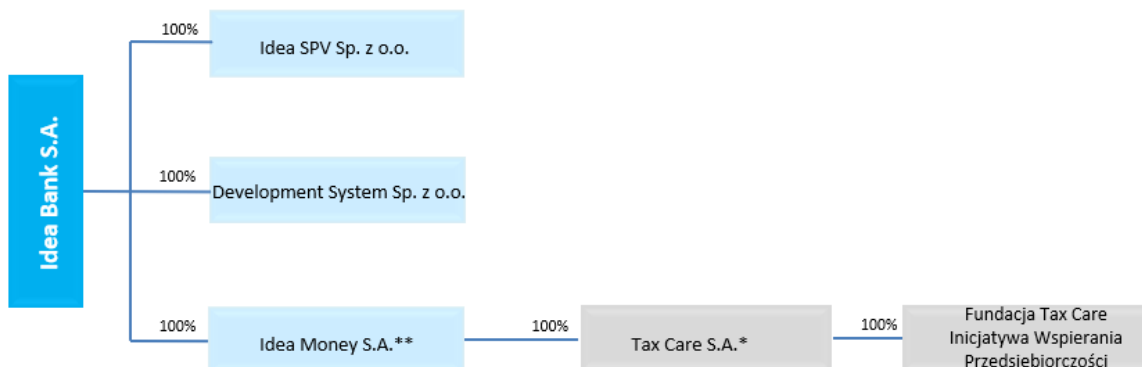 100%
Idea SPV Sp. z o.o.
Idea Bank S.A.
100%
Development System Sp. z o.o.
100%
Idea Money S.A.**
100%
Tax Care S.A.*
100%
Fundacja Tax Care
Inicjatywa Wspierania
Przedsiebiorczości